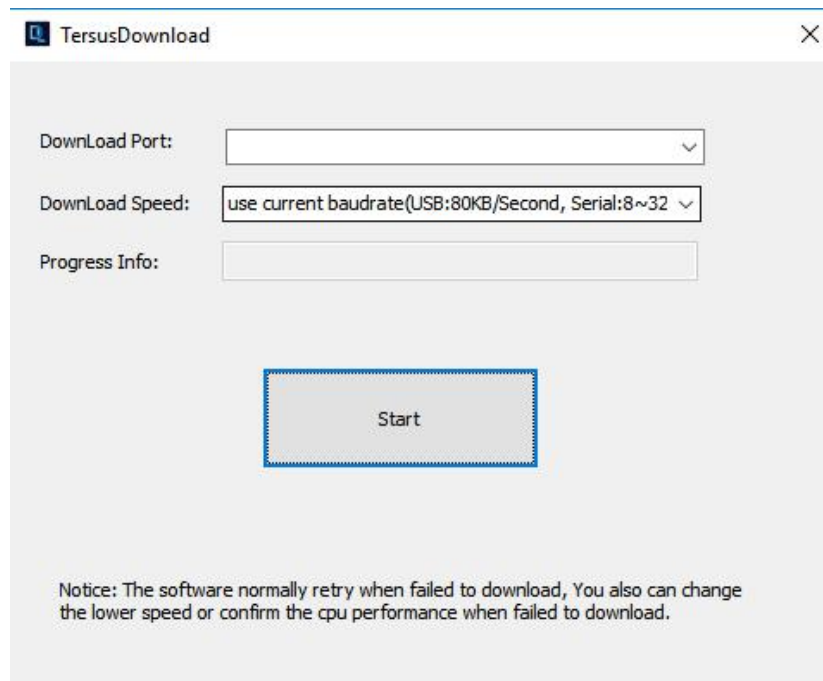 TersusDownload
DownLoad Port:
DownLoad Speed: use current baudrate(USB:80KB/Second, Serial:8~32
Progress Info:
Start
Notice: The software normally retry when failed to download, You also can change
the lower speed or confirm the cpu performance when failed to download.